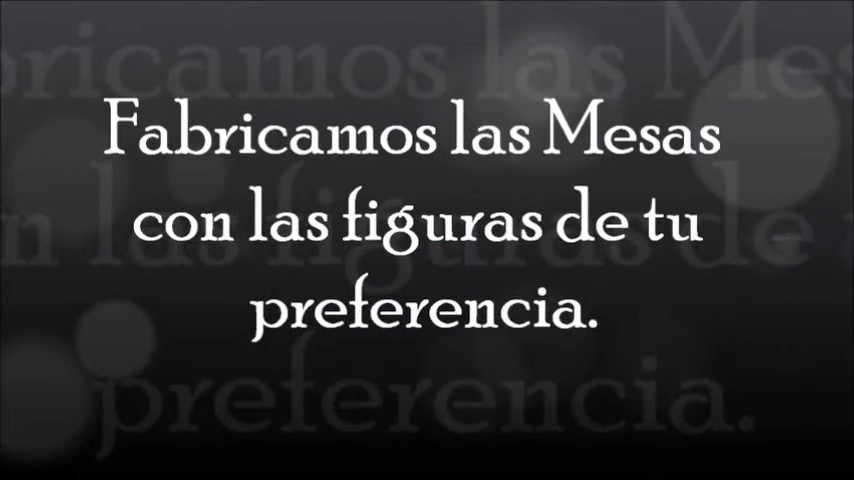 Fabricamos las Mesas
con las figuras de tu
preferencia.